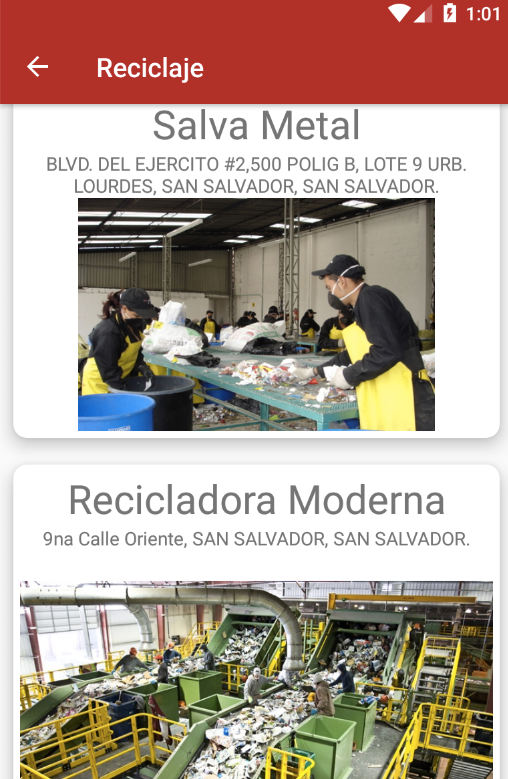 1:01
Reciclaje
Salva Metal
BLVD. DEL EJERCITO #2,500 POLIG B, LOTE 9 URB.
LOURDES, SAN SALVADOR, SAN SALVADOR.
Recicladora Moderna
9na Calle Oriente, SAN SALVADOR, SAN SALVADOR.